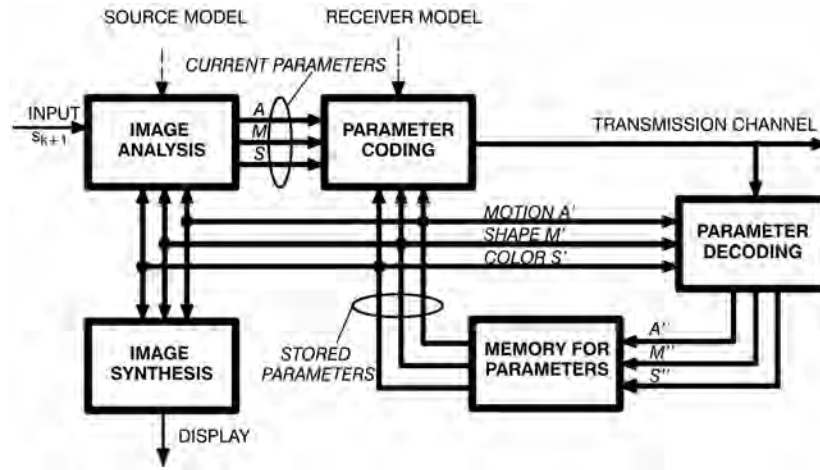 SOURCE MODEL
RECEIVER MODEL
CURRENT PARAMETERS
INPUT
Sk+1
IMAGE
ANALYSIS
A
M
S
PARAMETER
CODING
TRANSMISSION CHANNEL
MOTION A'
SHAPE M'
COLOR S'
PARAMETER
DECODING
IMAGE
SYNTHESIS
STORED
PARAMETERS
MEMORY FOR
PARAMETERS
A''
M''
S''
DISPLAY